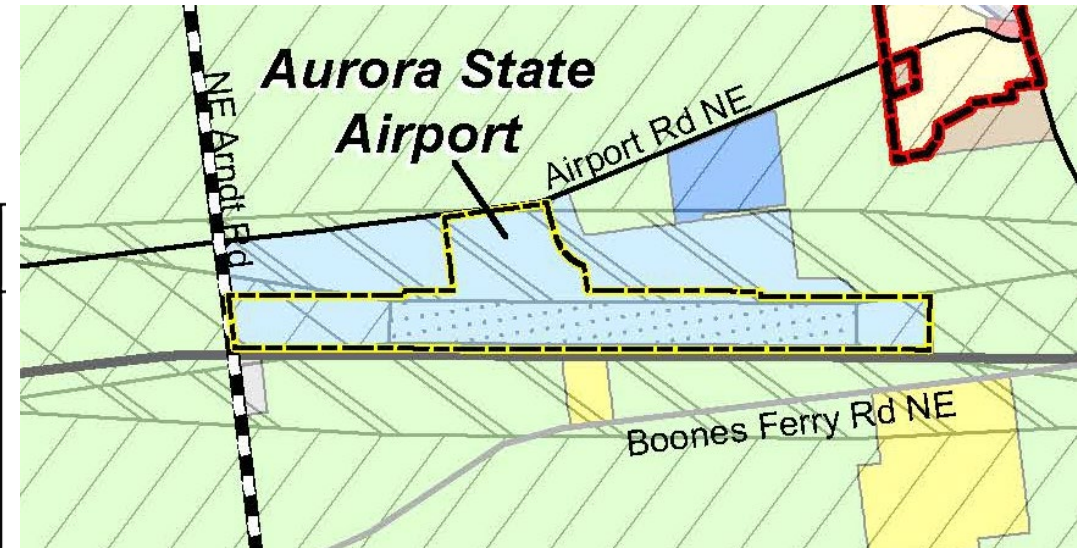 Aurora State
Airport
NE Arndt Rd
Airport Rd NE
Boones Ferry Rd NE